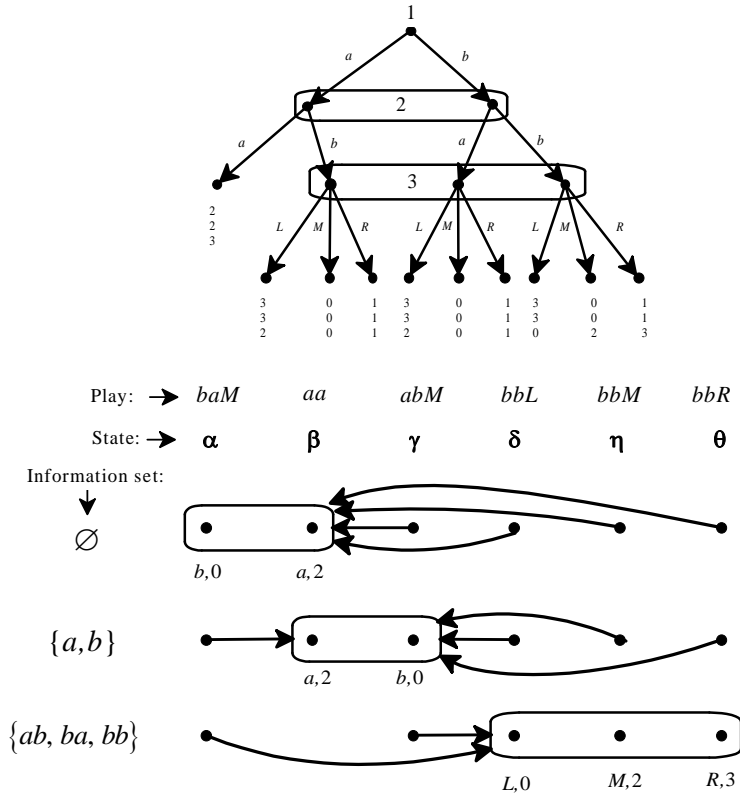 1
a b
2
a b a b
3
2
2
3
L M R L M R L M R
3 0 1 3 0 1 3 0 1
3 0 1 3 0 1 3 0 1
2 0 1 2 0 1 0 2 3
Play: baM aa abM bbL bbM bbR
State: α β γ δ η θ
Information set:
∅
b,0 a,2
{a,b}
a,2 b,0
{ab, ba, bb}
L,0 M,2 R,3